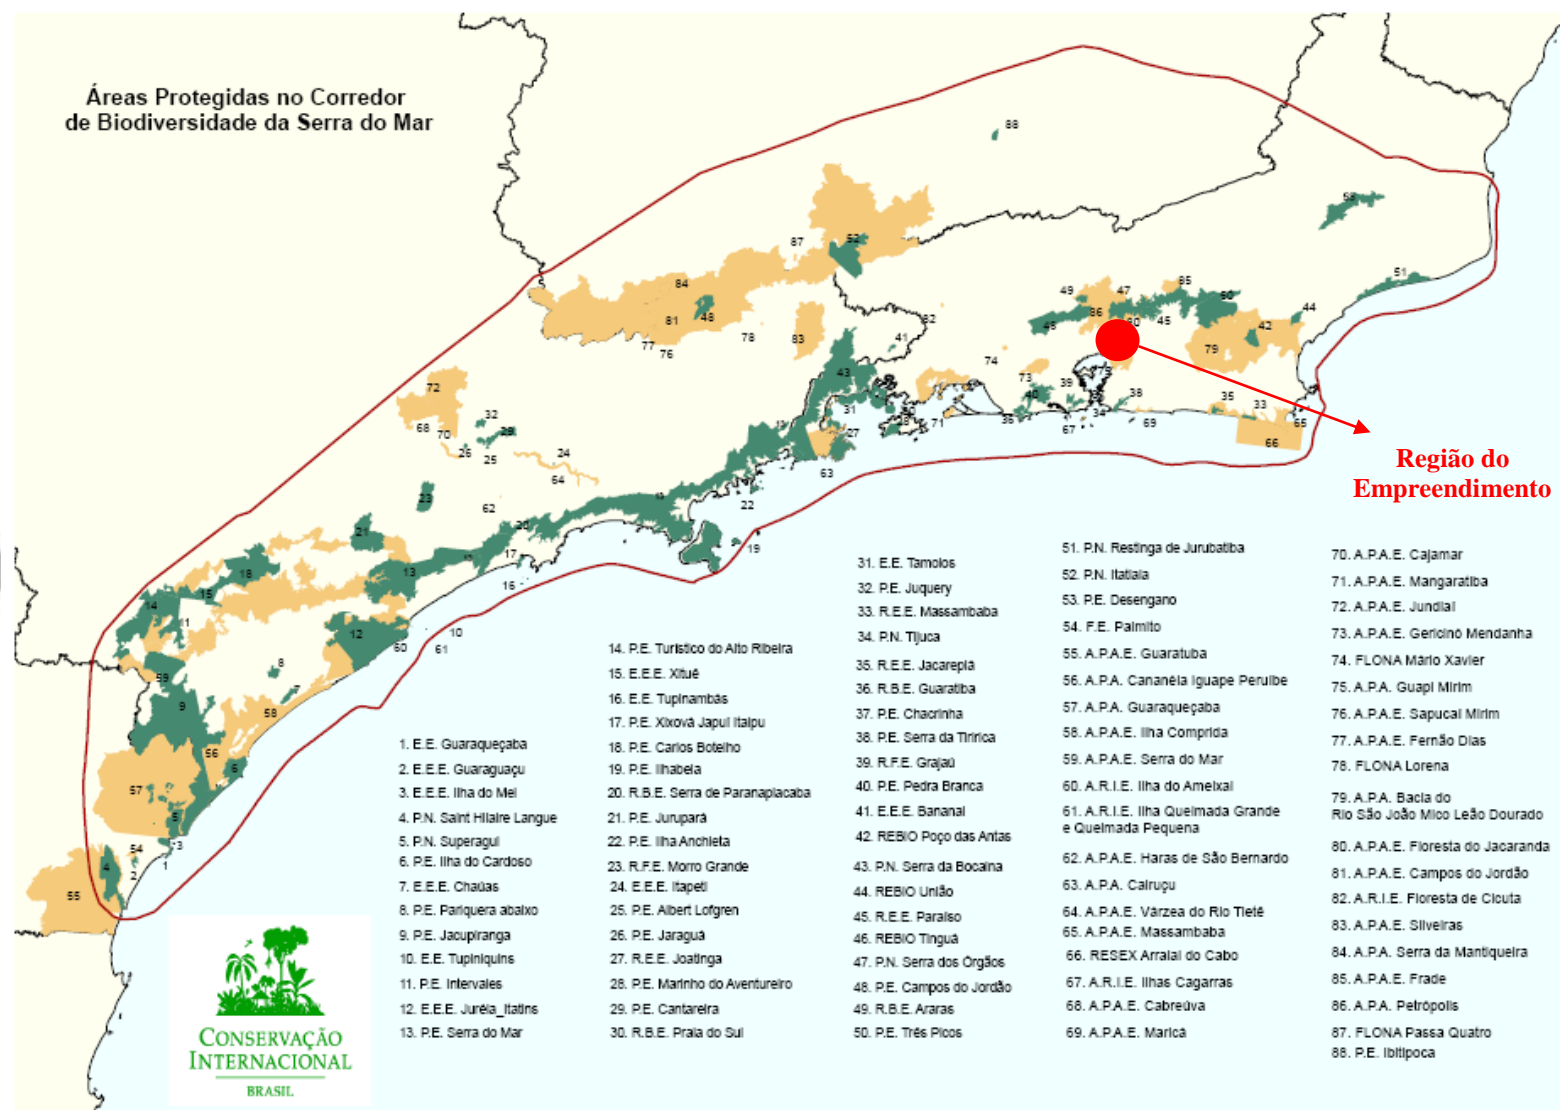 Áreas Protegidas no Corredor
de Biodiversidade da Serra do Mar
Região do
Empreendimento
1. E.E. Guaraqueçaba
2. E.E.E. Guaraguaçu
3. E.E.E. Ilha do Mel
4. P.N. Saint Hilaire Langue
5. P.N. Superagui
6. P.E. Ilha do Cardoso
7. E.E.E. Chaúas
8. P.E. Pariquera abaixo
9. P.E. Jacupiranga
10. E.E. Tupiniquins
11. P.E. Intervales
12. E.E.E. Juréia_Itatins
13. P.E. Serra do Mar
14. P.E. Turístico do Alto Ribeira
15. E.E.E. Xituê
16. E.E. Tupinambás
17. P.E. Xixová Japuí Itaipu
18. P.E. Carlos Botelho
19. P.E. Ilhabela
20. R.B.E. Serra de Paranapiacaba
21. P.E. Jurupará
22. P.E. Ilha Anchieta
23. R.F.E. Morro Grande
24. E.E.E. Itapeti
25. P.E. Albert Lofgren
26. P.E. Jaraguá
27. R.E.E. Joatinga
28. P.E. Marinho do Aventureiro
29. P.E. Cantareira
30. R.B.E. Praia do Sul
31. E.E. Tamoios
32. P.E. Juquery
33. R.E.E. Massambaba
34. P.N. Tijuca
35. R.E.E. Jacarepiá
36. R.B.E. Guaratiba
37. P.E. Chacrinha
38. P.E. Serra da Tiririca
39. R.F.E. Grajaú
40. P.E. Pedra Branca
41. E.E.E. Bananal
42. REBIO Poço das Antas
43. P.N. Serra da Bocaina
44. REBIO União
45. R.E.E. Paraíso
46. REBIO Tinguá
47. P.N. Serra dos Órgãos
48. P.E. Campos do Jordão
49. R.B.E. Araras
50. P.E. Três Picos
51. P.N. Restinga de Jurubatiba
52. P.N. Itatiaia
53. P.E. Desengano
54. F.E. Palmito
55. A.P.A.E. Guaratuba
56. A.P.A. Cananéia Iguape Peruíbe
57. A.P.A. Guaraqueçaba
58. A.P.A.E. Ilha Comprida
59. A.P.A.E. Serra do Mar
60. A.R.I.E. Ilha do Ameixal
61. A.R.I.E. Ilha Queimada Grande
e Queimada Pequena
62. A.P.A.E. Haras de São Bernardo
63. A.P.A. Cairuçu
64. A.P.A.E. Várzea do Rio Tietê
65. A.P.A.E. Massambaba
66. RESEX Arraial do Cabo
67. A.R.I.E. Ilhas Cagarras
68. A.P.A.E. Cabreúva
69. A.P.A.E. Maricá
70. A.P.A.E. Cajamar
71. A.P.A.E. Mangaratiba
72. A.P.A.E. Jundiaí
73. A.P.A.E. Gericinó Mendanha
74. FLONA Mário Xavier
75. A.P.A. Guapi Mirim
76. A.P.A.E. Sapucaí Mirim
77. A.P.A.E. Fernão Dias
78. FLONA Lorena
79. A.P.A. Bacia do
Rio São João Mico Leão Dourado
80. A.P.A.E. Floresta do Jacaranda
81. A.P.A.E. Campos do Jordão
82. A.R.I.E. Floresta de Cicuta
83. A.P.A.E. Silveiras
84. A.P.A. Serra da Mantiqueira
85. A.P.A.E. Frade
86. A.P.A. Petrópolis
87. FLONA Passa Quatro
88. P.E. Ibitipoca
CONSERVAÇÃO
INTERNACIONAL
BRASIL